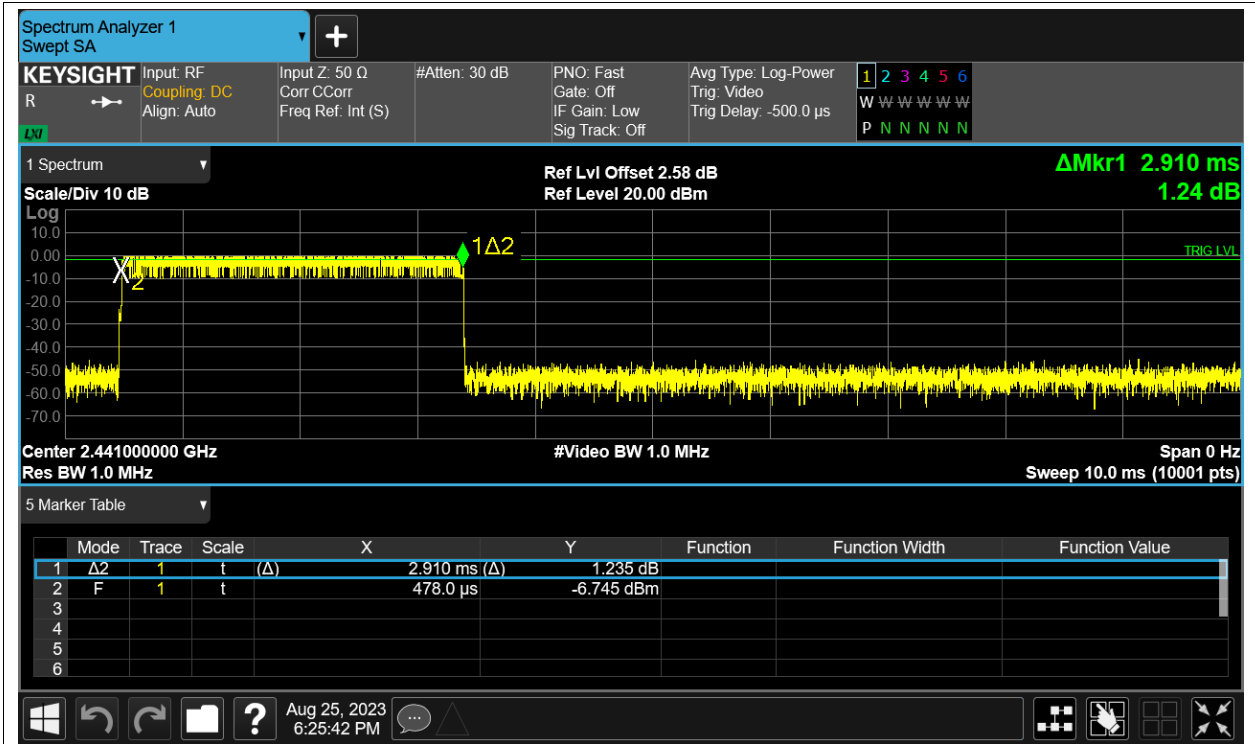 Spectrum Analyzer 1
Swept SA
KEYSIGHT Input: RF Input Z: 50 Ω #Atten: 30 dB PNO: Fast Avg Type: Log-Power 1 2 3 4 5 6
R Coupling: DC Corr CCorr Gate: Off Trig: Video W W W W W W
Align: Auto Freq Ref: Int (S) IF Gain: Low Trig Delay: -500.0 µs
LXI Sig Track: Off P N N N N N
1 Spectrum Ref Lvl Offset 2.58 dB ΔMkr1 2.910 ms
Scale/Div 10 dB Ref Level 20.00 dBm 1.24 dB
Log
10.0
1Δ2
0.00
TRIG LVL
X2
-10.0
-20.0
-30.0
-40.0
-50.0
-60.0
-70.0
Center 2.441000000 GHz #Video BW 1.0 MHz Span 0 Hz
Res BW 1.0 MHz Sweep 10.0 ms (10001 pts)
5 Marker Table
Mode Trace Scale X Y Function Function Width Function Value
1 Δ2 1 t (Δ) 2.910 ms (Δ) 1.235 dB
2 F 1 t 478.0 µs -6.745 dBm
3
4
5
6
? Aug 25, 2023
6:25:42 PM